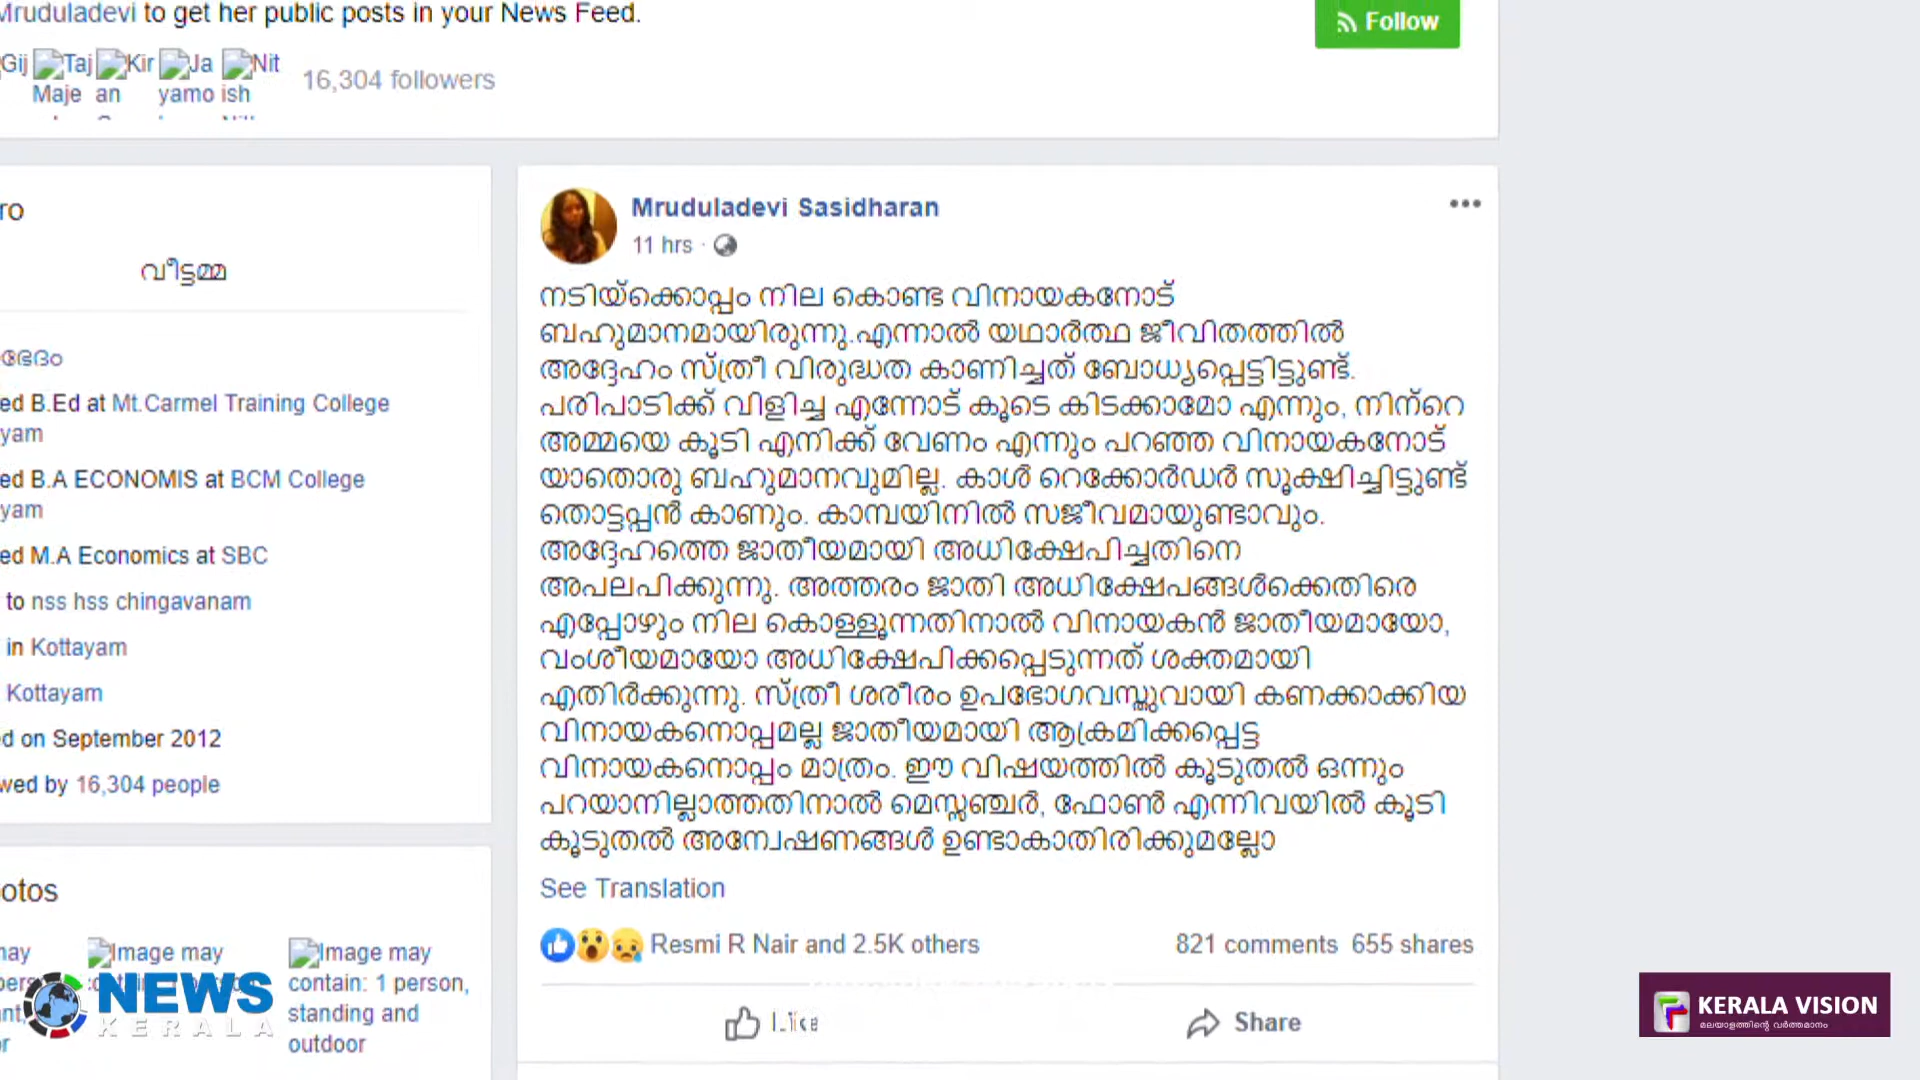 Mruduladevi to get her public posts in your News Feed.
Follow
Gij Taj Kir Ja Nit
Maje an yamo ish
16,304 followers
ro
വീട്ടമ്മ
ed B.Ed at Mt.Carmel Training College
yam
ed B.A ECONOMIS at BCM College
yam
ed M.A Economics at SBC
to nss hss chingavanam
in Kottayam
Kottayam
d on September 2012
wed by 16,304 people
otos
may
Image may
Image may
contain: 1 person,
standing and
outdoor
Mruduladevi Sasidharan
11 hrs ·
നടിയ്ക്കൊപ്പം നില കൊണ്ട വിനായകനോട്
ബഹുമാനമായിരുന്നു.എന്നാൽ യഥാർത്ഥ ജീവിതത്തിൽ
അദ്ദേഹം സ്ത്രീ വിരുദ്ധത കാണിച്ചത് ബോധ്യപ്പെട്ടിട്ടുണ്ട്.
പരിപാടിക്ക് വിളിച്ച എന്നോട് കൂടെ കിടക്കാമോ എന്നും, നിന്റെ
അമ്മയെ കൂടി എനിക്ക് വേണം എന്നും പറഞ്ഞ വിനായകനോട്
യാതൊരു ബഹുമാനവുമില്ല. കാൾ റെക്കോർഡർ സൂക്ഷിച്ചിട്ടുണ്ട്
തൊട്ടപ്പൻ കാണും. കാമ്പയിനിൽ സജീവമായുണ്ടാവും.
അദ്ദേഹത്തെ ജാതീയമായി അധിക്ഷേപിച്ചതിനെ
അപലപിക്കുന്നു. അത്തരം ജാതി അധിക്ഷേപങ്ങൾക്കെതിരെ
എപ്പോഴും നില കൊള്ളൂന്നതിനാൽ വിനായകൻ ജാതീയമായോ,
വംശീയമായോ അധിക്ഷേപിക്കപ്പെടുന്നത് ശക്തമായി
എതിർക്കുന്നു. സ്ത്രീ ശരീരം ഉപഭോഗവസ്തുവായി കണക്കാക്കിയ
വിനായകനൊപ്പമല്ല ജാതീയമായി ആക്രമിക്കപ്പെട്ട
വിനായകനൊപ്പം മാത്രം. ഈ വിഷയത്തിൽ കൂടുതൽ ഒന്നും
പറയാനില്ലാത്തതിനാൽ മെസ്സഞ്ചർ, ഫോൺ എന്നിവയിൽ കൂടി
കൂടുതൽ അന്വേഷണങ്ങൾ ഉണ്ടാകാതിരിക്കുമല്ലോ
See Translation
Resmi R Nair and 2.5K others
821 comments 655 shares
Like
Share
NEWS
KERALA
KERALA VISION
മലയാളത്തിന്റെ വർത്തമാനം